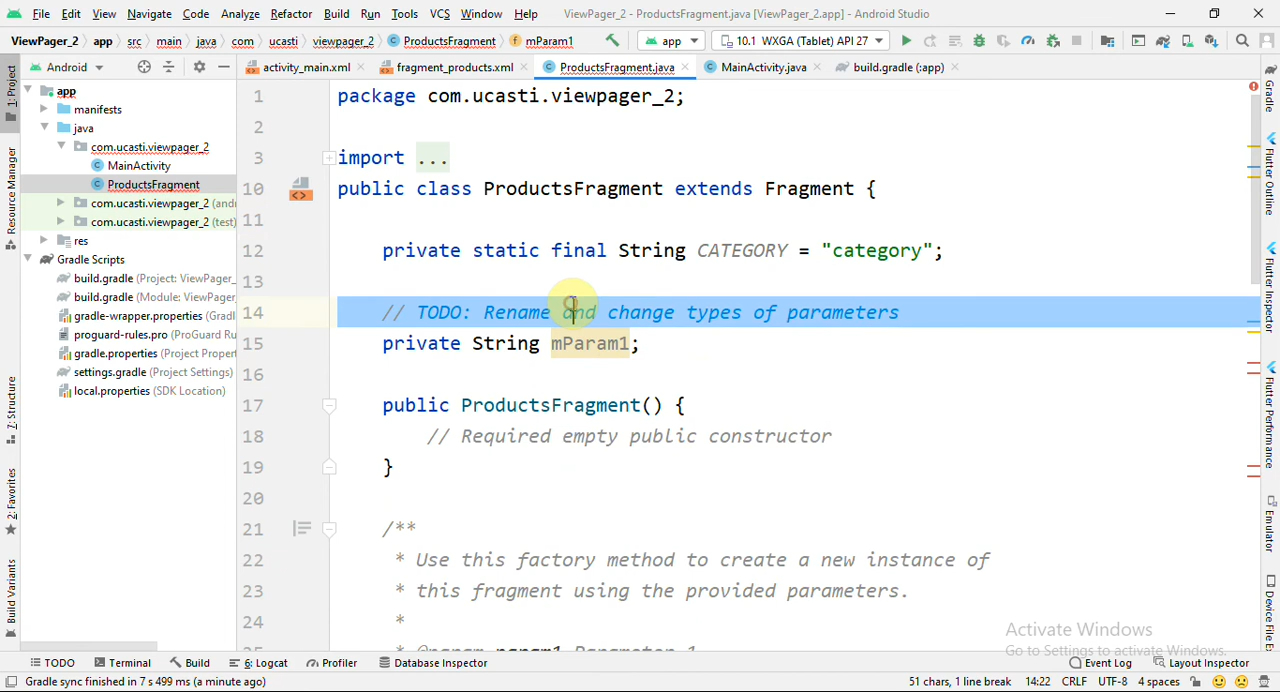 File Edit View Navigate Code Analyze Refactor Build Run Tools VCS Window Help ViewPager_2 - ProductsFragment.java [ViewPager_2.app] - Android Studio
ViewPager_2 app src main java com ucasti viewpager_2 ProductsFragment mParam1 app 10.1 WXGA (Tablet) API 27
Android activity_main.xml fragment_products.xml ProductsFragment.java MainActivity.java build.gradle (:app)
1: Project
Resource Manager
Z: Structure
2: Favorites
Build Variants
app
manifests
java
com.ucasti.viewpager_2
MainActivity
ProductsFragment
com.ucasti.viewpager_2 (and
com.ucasti.viewpager_2 (test)
res
Gradle Scripts
build.gradle (Project: ViewPager_
build.gradle (Module: ViewPager
gradle-wrapper.properties (Gradl
proguard-rules.pro (ProGuard Ru
gradle.properties (Project Proper
settings.gradle (Project Settings)
local.properties (SDK Location)
1 package com.ucasti.viewpager_2;
2
3 import ...
10 public class ProductsFragment extends Fragment {
11
12 private static final String CATEGORY = "category";
13
14 // TODO: Rename and change types of parameters
15 private String mParam1;
16
17 public ProductsFragment() {
18 // Required empty public constructor
19 }
20
21 /**
22 * Use this factory method to create a new instance of
23 * this fragment using the provided parameters.
24 *
25 * @param param1 Parameter 1
Gradle
Flutter Outline
Flutter Inspector
Flutter Performance
Emulator
Device File Ex
Activate Windows
Go to Settings to activate Windows.
TODO Terminal Build 6: Logcat Profiler Database Inspector Event Log Layout Inspector
Gradle sync finished in 7 s 499 ms (a minute ago) 51 chars, 1 line break 14:22 CRLF UTF-8 4 spaces